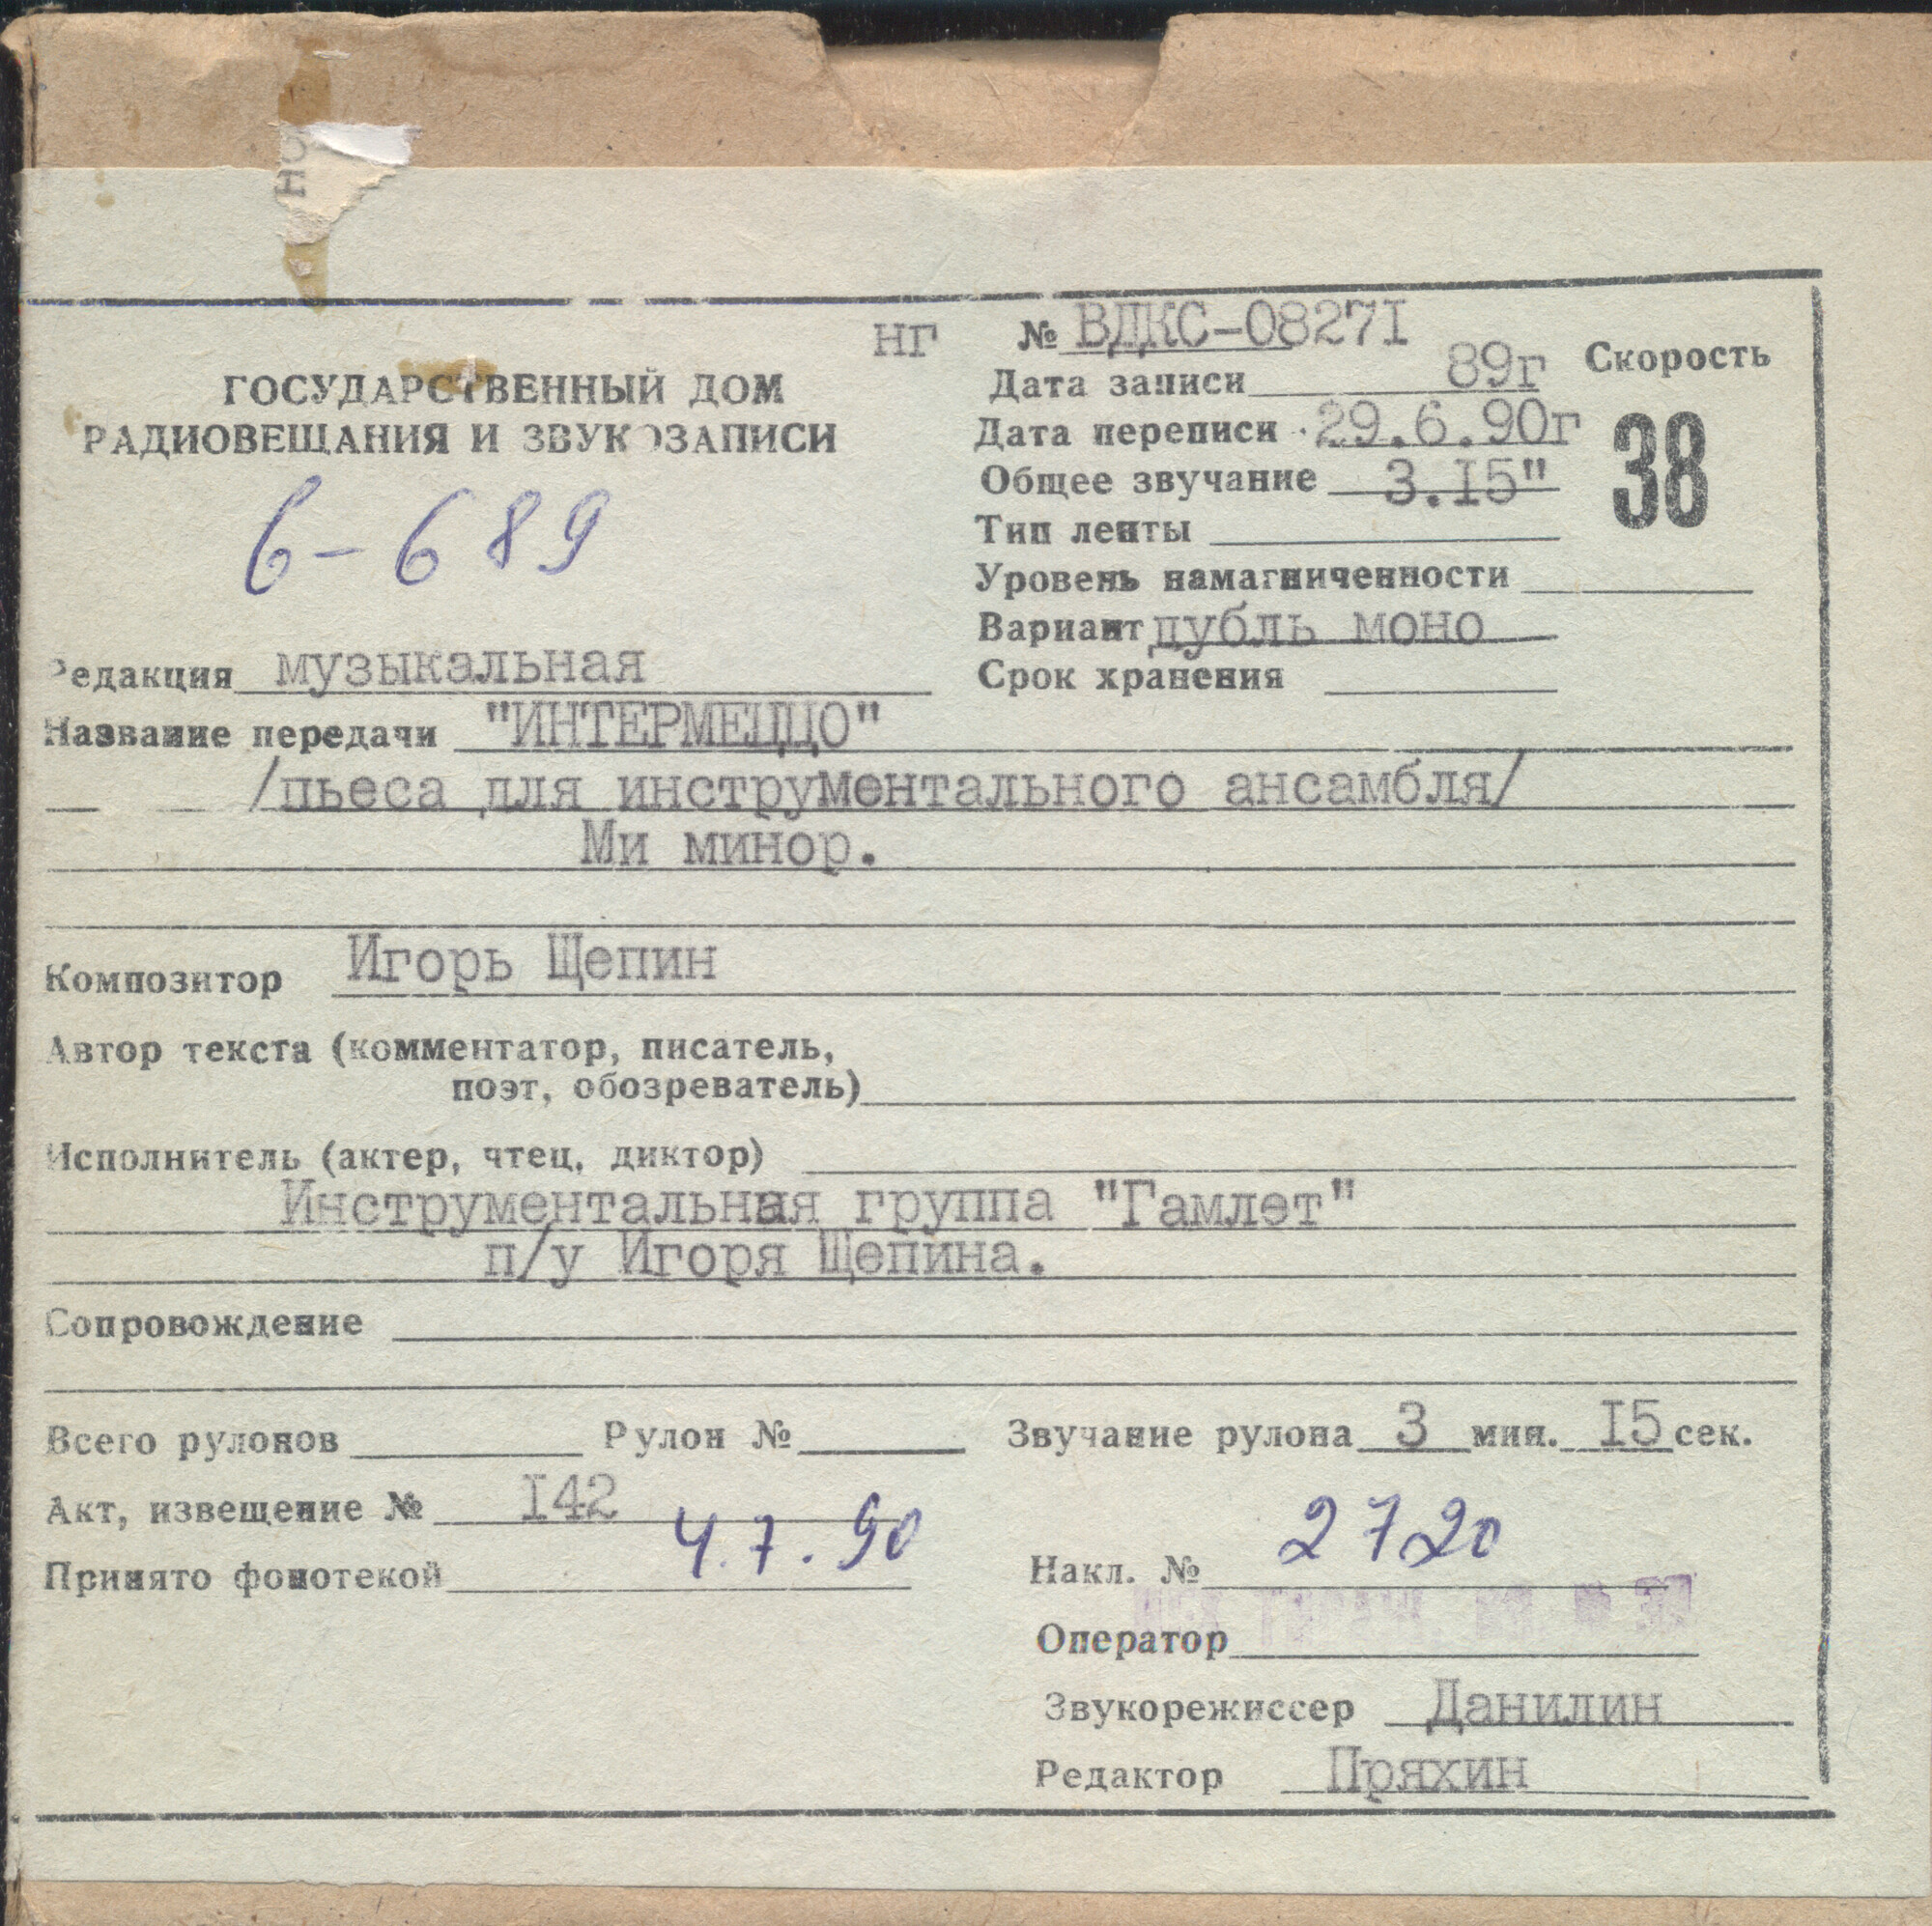 но
нг № ВДКС-08271
ГОСУДАРСТВЕННЫЙ ДОМ
РАДИОВЕЩАНИЯ И ЗВУКОЗАПИСИ
6-689
Дата записи 89г
Скорость
38
Дата переписи 29.6.90г
Общее звучание 3.15"
Тип ленты
Уровень намагниченности
Вариант дубль моно
Срок хранения
Редакция музыкальная
Название передачи "ИНТЕРМЕЦЦО"
/пьеса для инструментального ансамбля/
Ми минор.
Композитор Игорь Щепин
Автор текста (комментатор, писатель,
поэт, обозреватель)
Исполнитель (актер, чтец, диктор)
Инструментальная группа "Гамлет"
п/у Игоря Щепина.
Сопровождение
Всего рулонов Рулон № Звучание рулона 3 мин. 15 сек.
Акт, извещение № 142
Принято фонотекой 4.7.90
Накл. № 2720
Оператор
Звукорежиссер Данилин
Редактор Пряхин